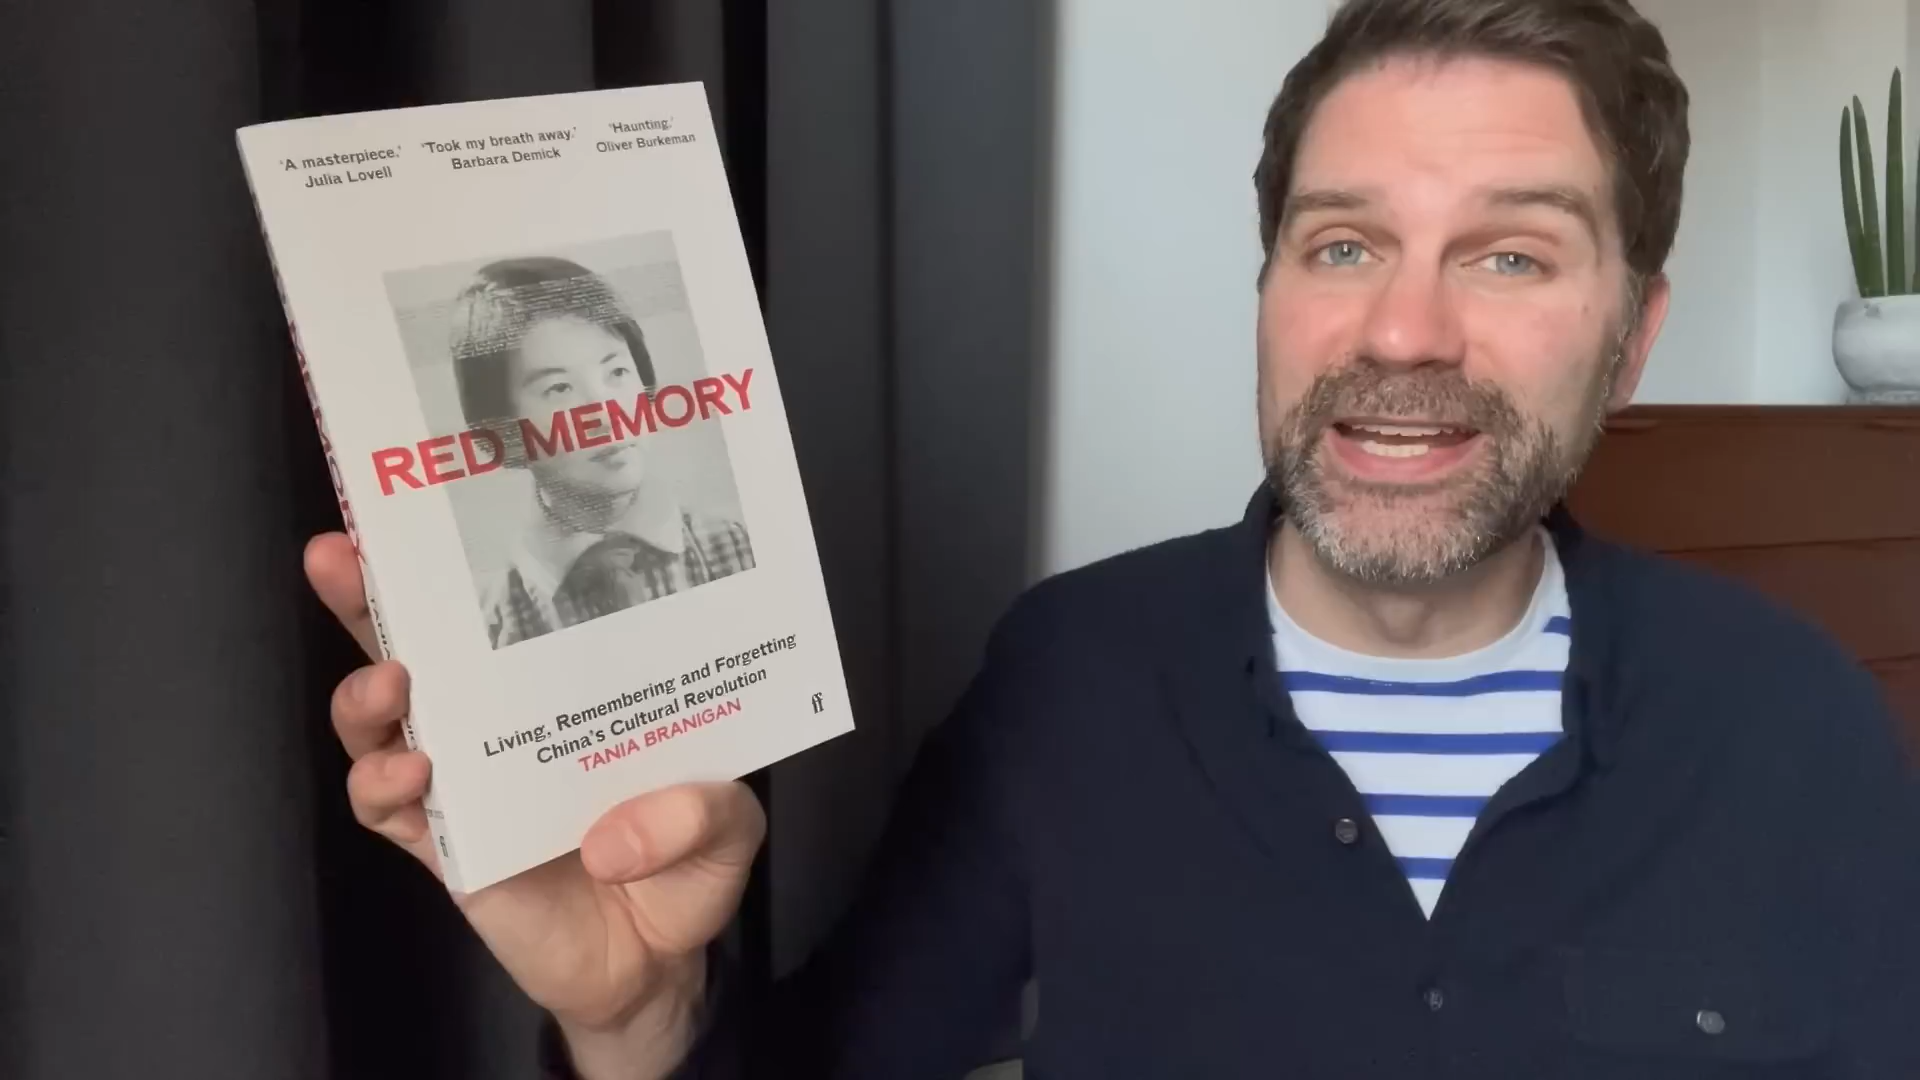 'A masterpiece.'
Julia Lovell
'Took my breath away.'
Barbara Demick
'Haunting.'
Oliver Burkeman
RED MEMORY
Living, Remembering and Forgetting
China's Cultural Revolution
TANIA BRANIGAN
ff